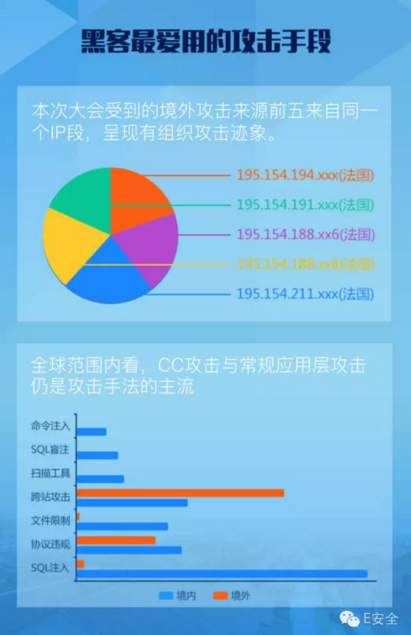 黑客最爱用的攻击手段
本次大会受到的境外攻击来源前五来自同一
个IP段，呈现有组织攻击迹象。
195.154.194.xxx(法国)
195.154.191.xxx(法国)
195.154.188.xx6(法国)
195.154.188.xx8(法国)
195.154.211.xxx(法国)
全球范围内看，CC攻击与常规应用层攻击
仍是攻击手法的主流
命令注入
SQL盲注
扫描工具
跨站攻击
文件限制
协议违规
SQL注入
境内 境外
E安全